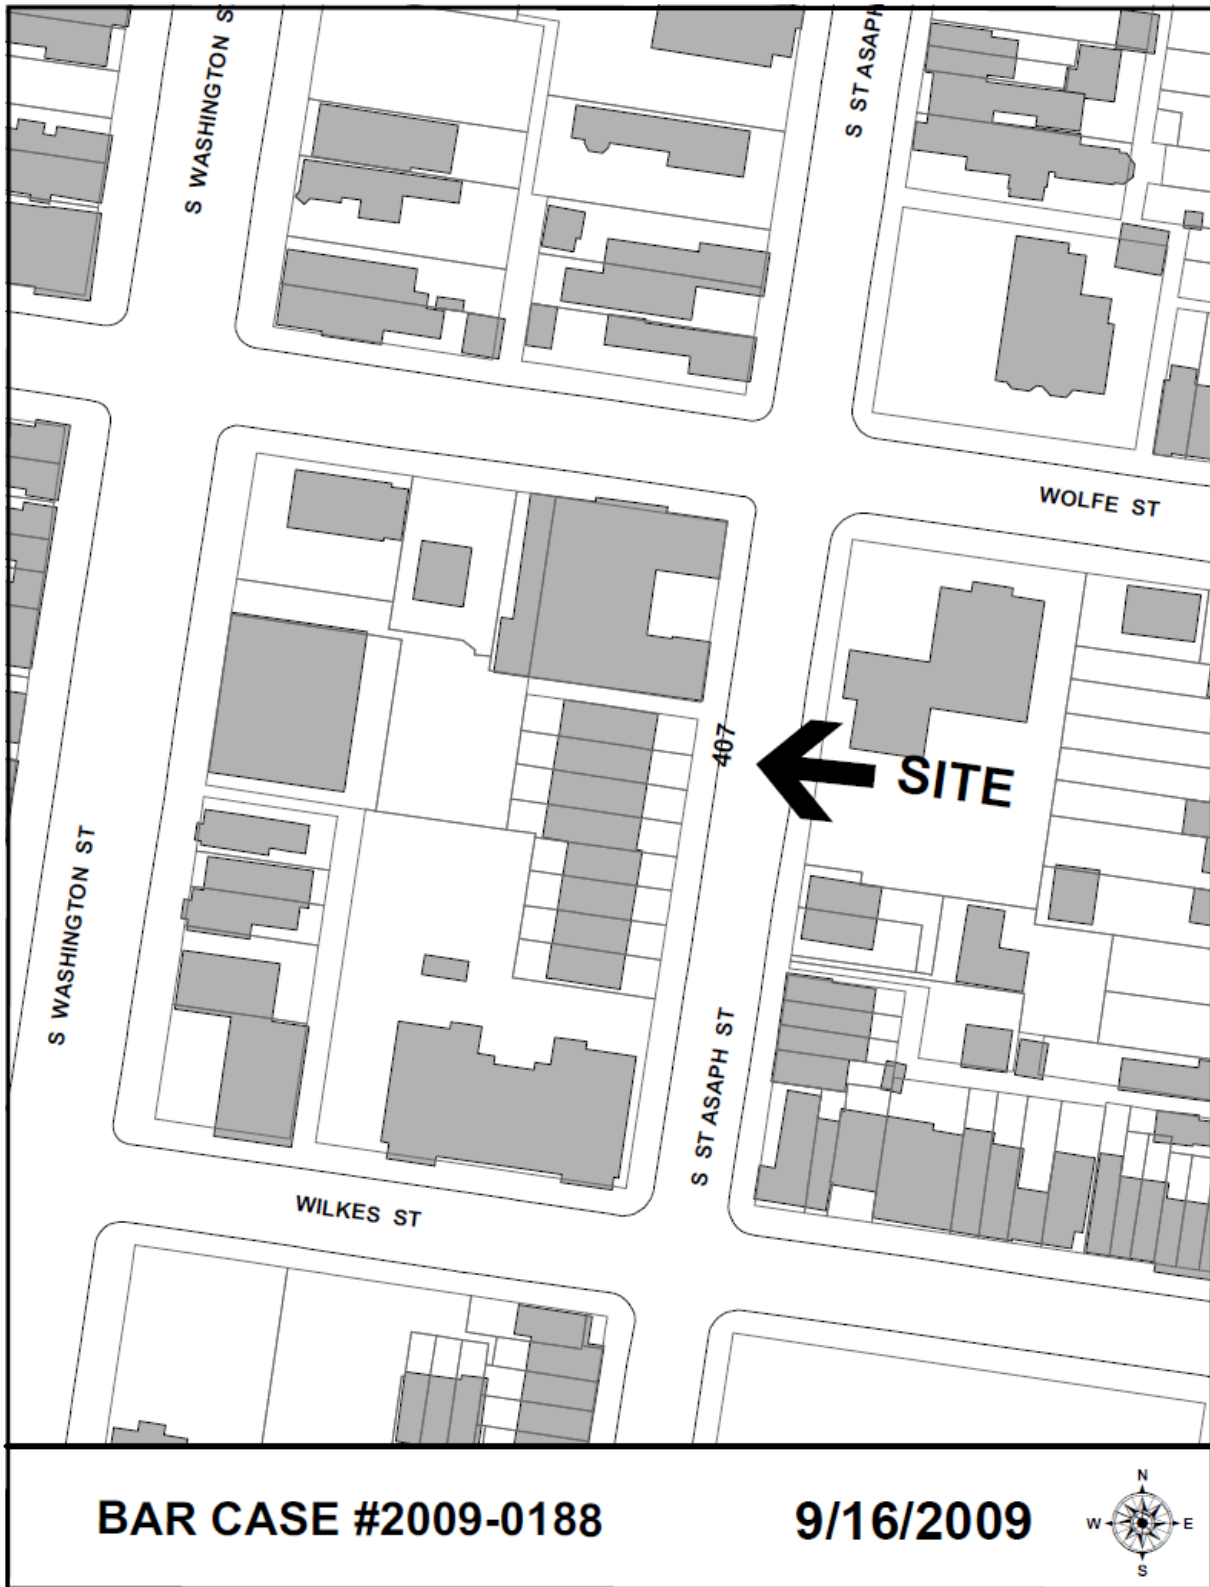 S WASHINGTON S
S ST ASAPH
WOLFE ST
407
SITE
S WASHINGTON ST
S ST ASAPH ST
WILKES ST
BAR CASE #2009-0188
9/16/2009
N
W E
S